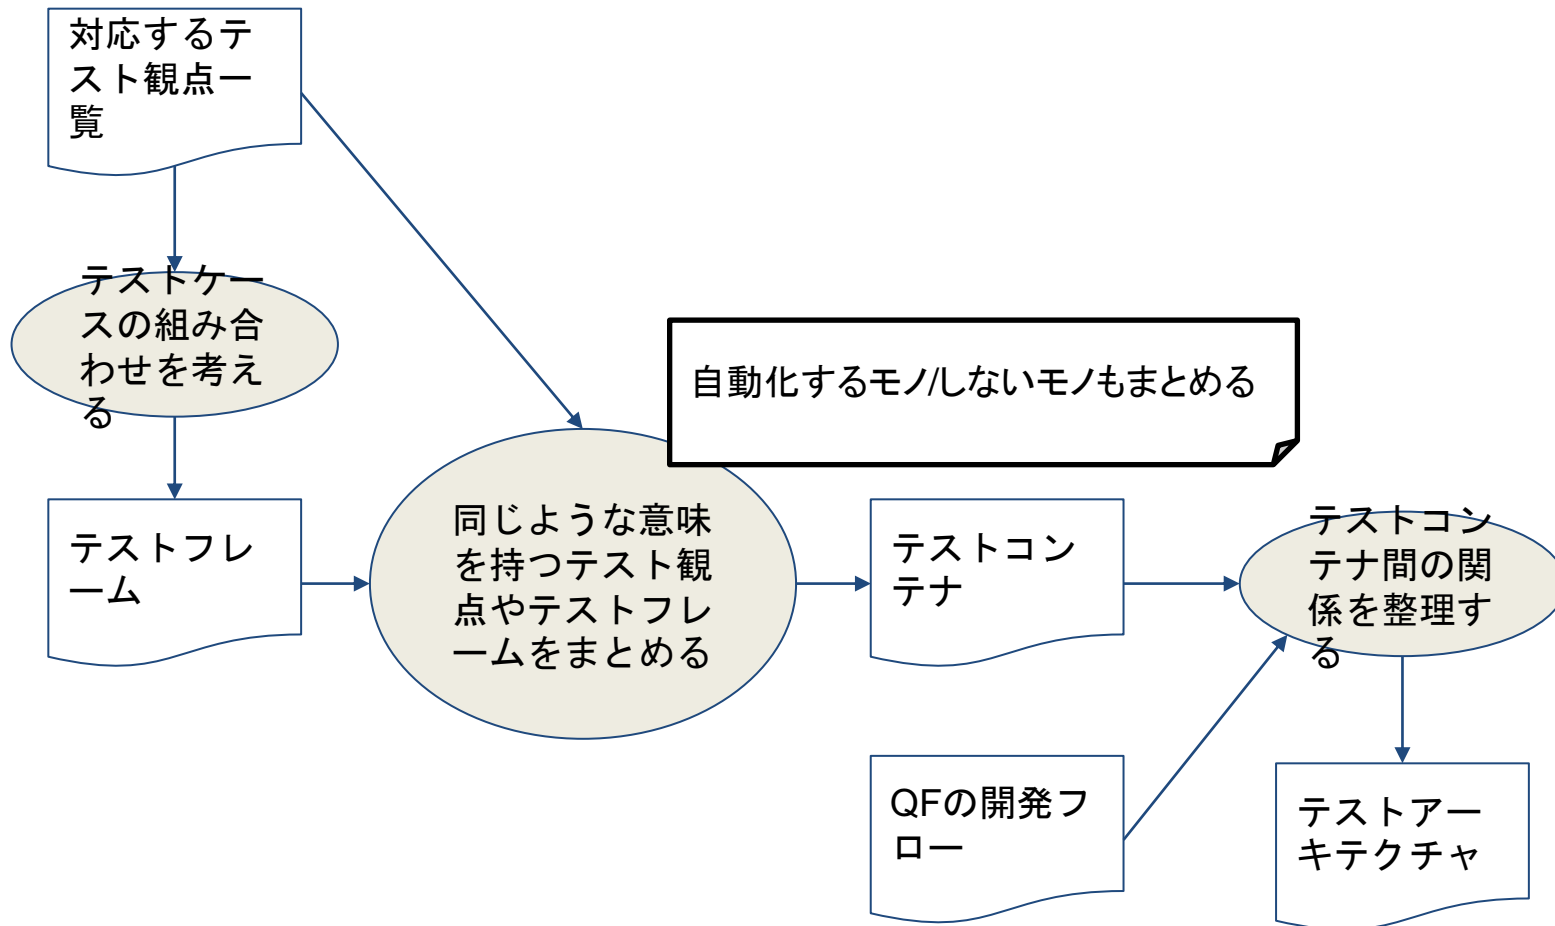 対応するテ
スト観点一
覧
テストケー
スの組み合
わせを考え
る
自動化するモノ/しないモノもまとめる
テストフレ
ーム
同じような意味
を持つテスト観
点やテストフレ
ームをまとめる
テストコン
テナ
テストコン
テナ間の関
係を整理す
る
QFの開発フ
ロー
テストアー
キテクチャ